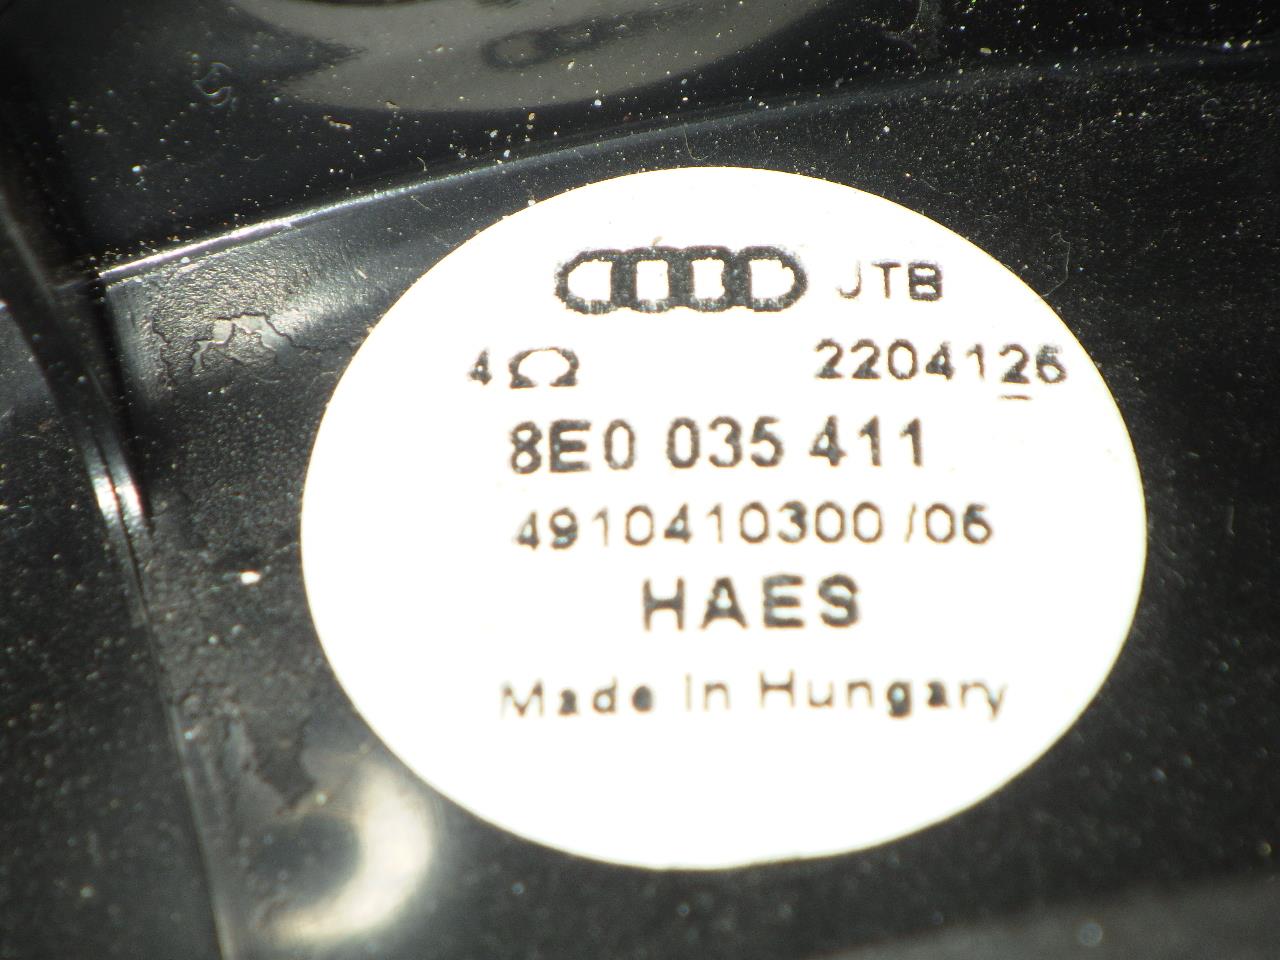 JTB
4Ω 2204126
8E0 035 411
4910410300 /06
HAES
Made in Hungary